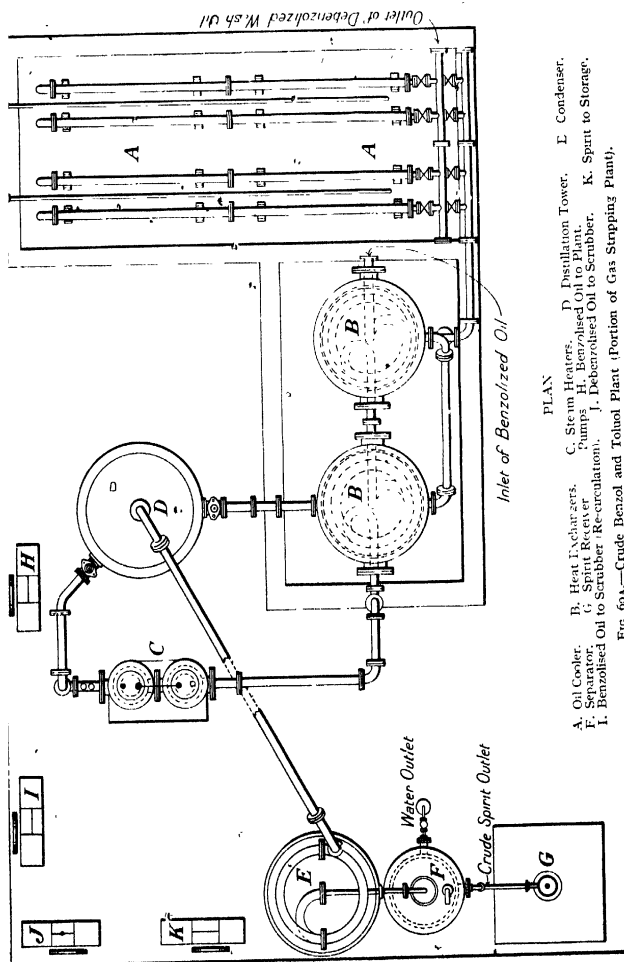 Outlet of Debenzolized Wash Oil
A
A
B
B
Inlet of Benzolized Oil
D
H
C
I
J
K
E
Water Outlet
F
Crude Spirit Outlet
G
PLAN
A. Oil Cooler. B. Heat Exchangers. C. Steam Heaters. D Distillation Tower. E Condenser.
F. Separator. G Spirit Receiver Pumps H. Benzolised Oil to Plant.
I. Benzolised Oil to Scrubber (Re-circulation). J. Debenzolised Oil to Scrubber. K. Spirit to Storage.
FIG 60A.—Crude Benzol and Toluol Plant (Portion of Gas Stripping Plant).